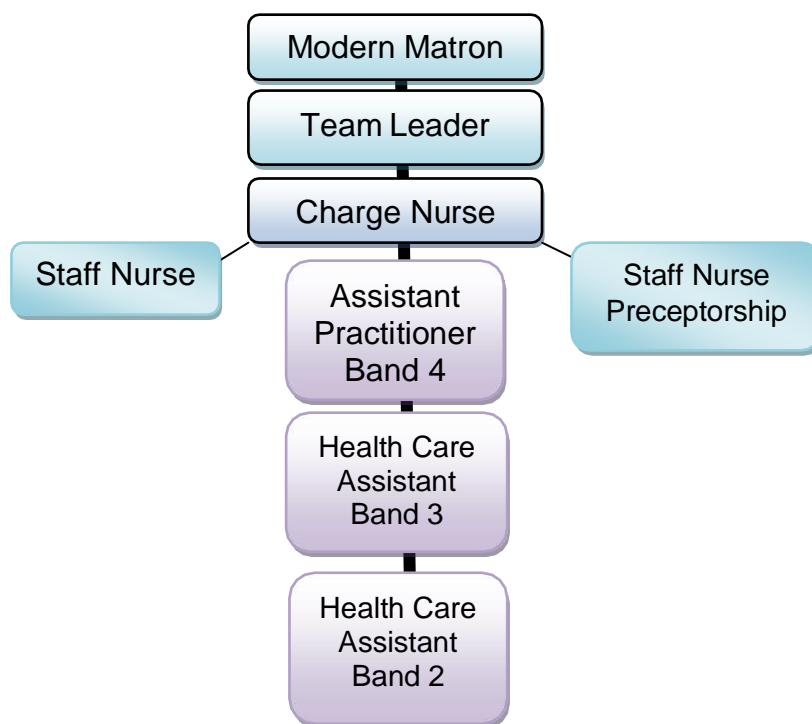 Modern Matron
Team Leader
Charge Nurse
Staff Nurse
Staff Nurse
Preceptorship
Assistant
Practitioner
Band 4
Health Care
Assistant
Band 3
Health Care
Assistant
Band 2